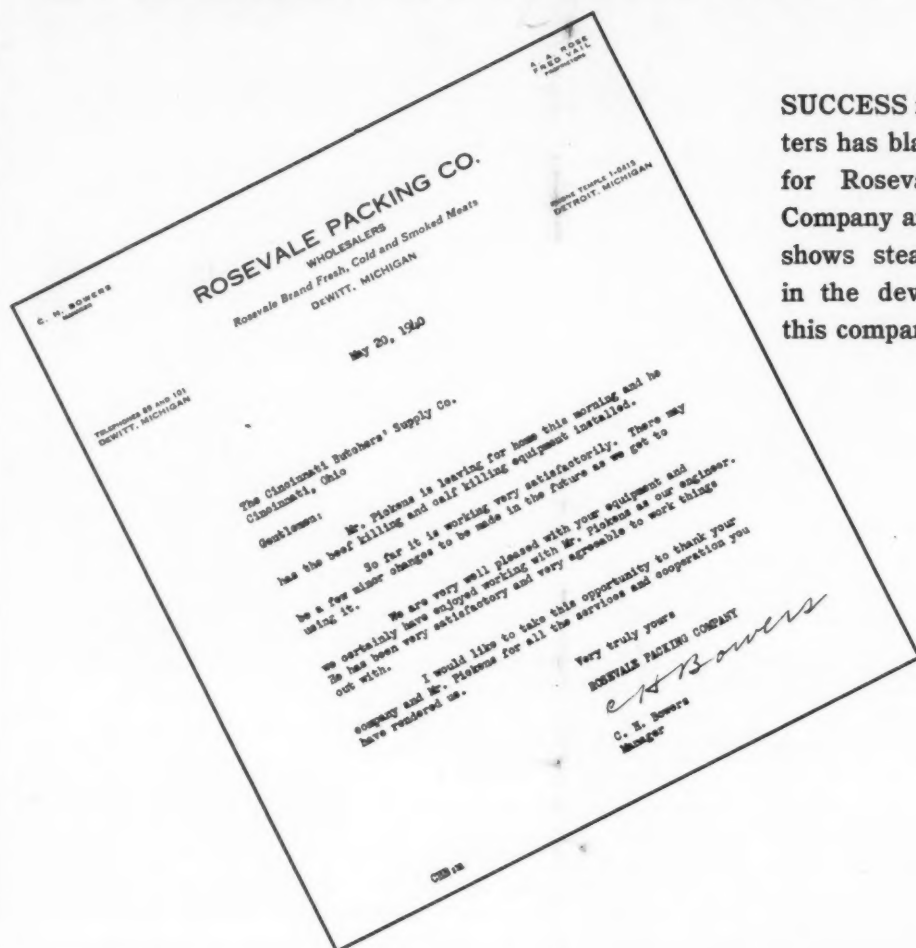 A. A. ROSE
FRED VAIL
PROPRIETORS
C. H. BOWERS
MANAGER
ROSEVALE PACKING CO.
WHOLESALERS
Rosevale Brand Fresh, Cold and Smoked Meats
DEWITT, MICHIGAN
PHONE TEMPLE 1-0415
DETROIT, MICHIGAN
TELEPHONES 89 AND 101
DEWITT, MICHIGAN
May 20, 1940
The Cincinnati Butchers' Supply Co.
Cincinnati, Ohio
Gentlemen:
Mr. Pickens is leaving for home this morning and he
has the beef killing and calf killing equipment installed.
So far it is working very satisfactorily. There may
be a few minor changes to be made in the future as we get to
using it.
We are very well pleased with your equipment and
we certainly have enjoyed working with Mr. Pickens as our engineer.
He has been very satisfactory and very agreeable to work things
out with.
I would like to take this opportunity to thank your
company and Mr. Pickens for all the services and cooperation you
have rendered us.
Very truly yours
ROSEVALE PACKING COMPANY
C H Bowers
C. H. Bowers
Manager
CHB:m
SUCCESS
ters has bla
for Roseva
Company a
shows stea
in the dev
this compar